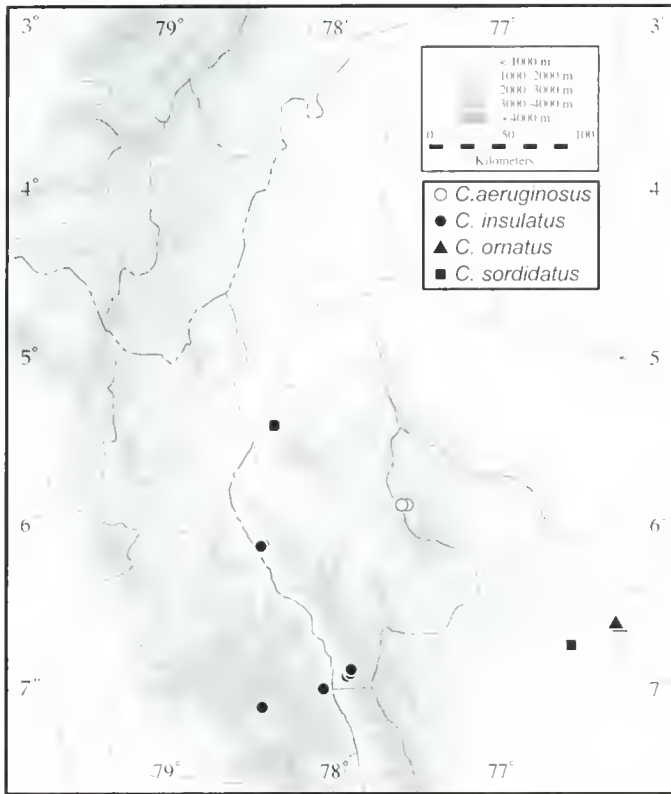 3° 79° 78° 77° 3°
< 1000 m
1000-2000 m
2000-3000 m
3000-4000 m
> 4000 m
0 50 100
Kilometers
4° 4
C.aeruginosus
C. insulatus
C. ornatus
C. sordidatus
5° 5
6° 6
7° 7
79° 78° 77°